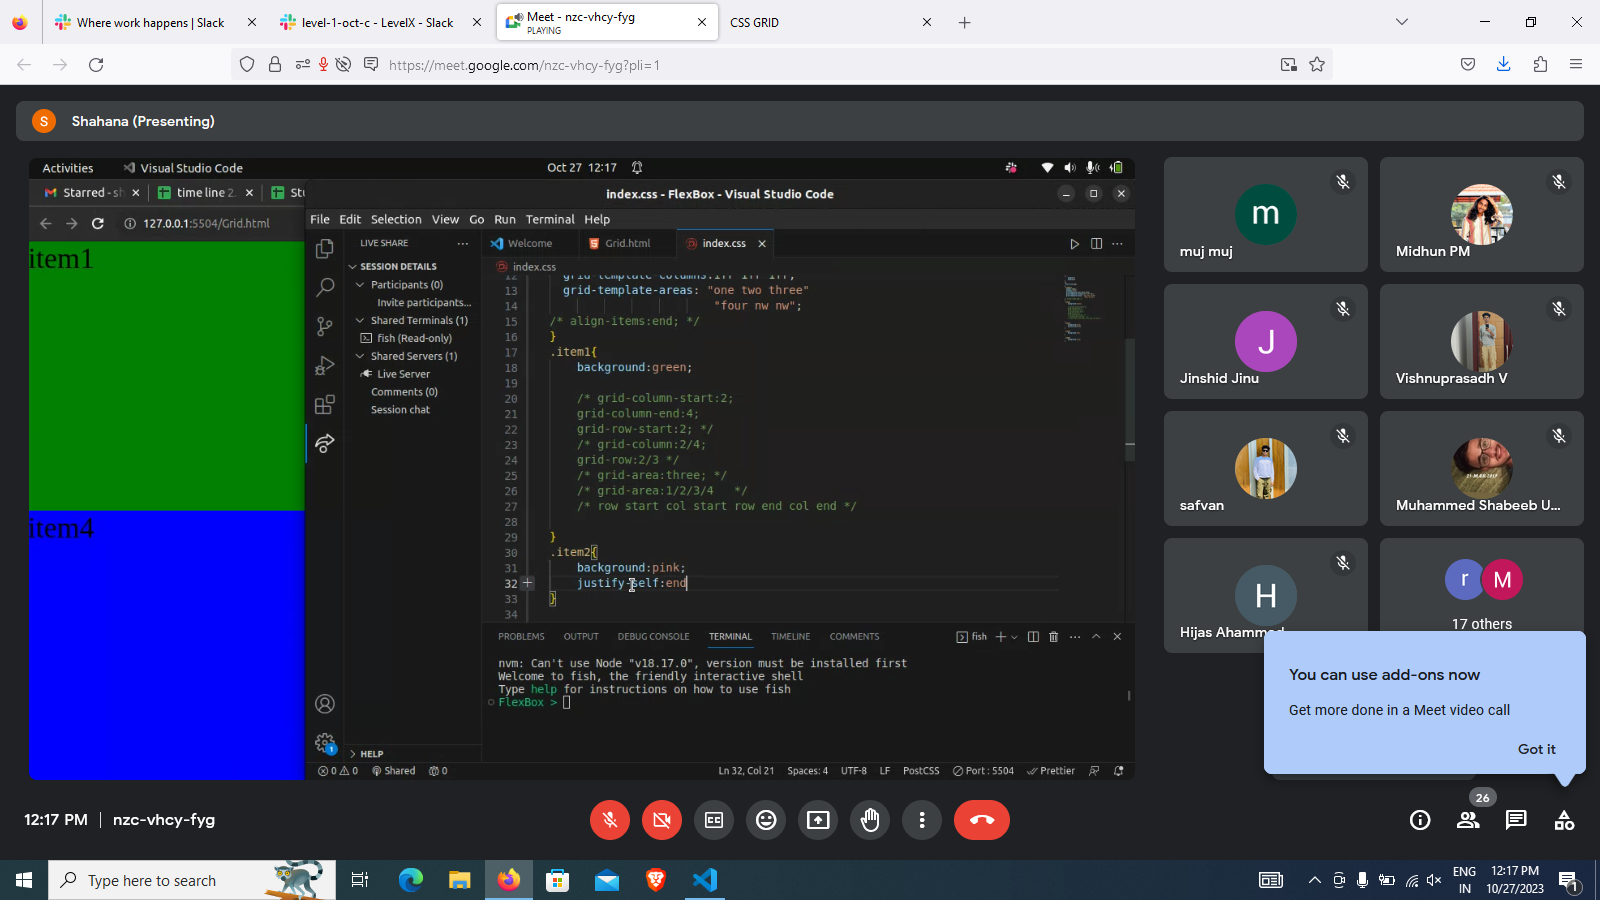 Where work happens | Slack
level-1-oct-c - LevelX - Slack
Meet - nzc-vhcy-fyg
PLAYING
CSS GRID
https://meet.google.com/nzc-vhcy-fyg?pli=1
S
Shahana (Presenting)
Activities
Visual Studio Code
Oct 27 12:17
Starred - sh
time line 2.
Stu
127.0.0.1:5504/Grid.html
item1
item4
index.css - FlexBox - Visual Studio Code
File Edit Selection View Go Run Terminal Help
LIVE SHARE
SESSION DETAILS
Participants (0)
Invite participants...
Shared Terminals (1)
fish (Read-only)
Shared Servers (1)
Live Server
Comments (0)
Session chat
HELP
Welcome
Grid.html
index.css
index.css
12 grid-template-columns:1fr 1fr 1fr;
13 grid-template-areas: "one two three"
14 "four nw nw";
15 /* align-items:end; */
16 }
17 .item1{
18 background:green;
19
20 /* grid-column-start:2;
21 grid-column-end:4;
22 grid-row-start:2; */
23 /* grid-column:2/4;
24 grid-row:2/3 */
25 /* grid-area:three; */
26 /* grid-area:1/2/3/4 */
27 /* row start col start row end col end */
28
29 }
30 .item2{
31 background:pink;
32 justify-self:end
33 }
34
PROBLEMS OUTPUT DEBUG CONSOLE TERMINAL TIMELINE COMMENTS
fish
nvm: Can't use Node "v18.17.0", version must be installed first
Welcome to fish, the friendly interactive shell
Type help for instructions on how to use fish
FlexBox >
1
0 0
Shared
0
Ln 32, Col 21
Spaces: 4
UTF-8
LF
PostCSS
Port : 5504
Prettier
m
muj muj
Midhun PM
J
Jinshid Jinu
Vishnuprasadh V
safvan
21-MAR-2017
Muhammed Shabeeb U...
H
Hijas Ahammed
r
M
17 others
You can use add-ons now
Get more done in a Meet video call
Got it
12:17 PM | nzc-vhcy-fyg
26
Type here to search
ENG
IN
12:17 PM
10/27/2023
1